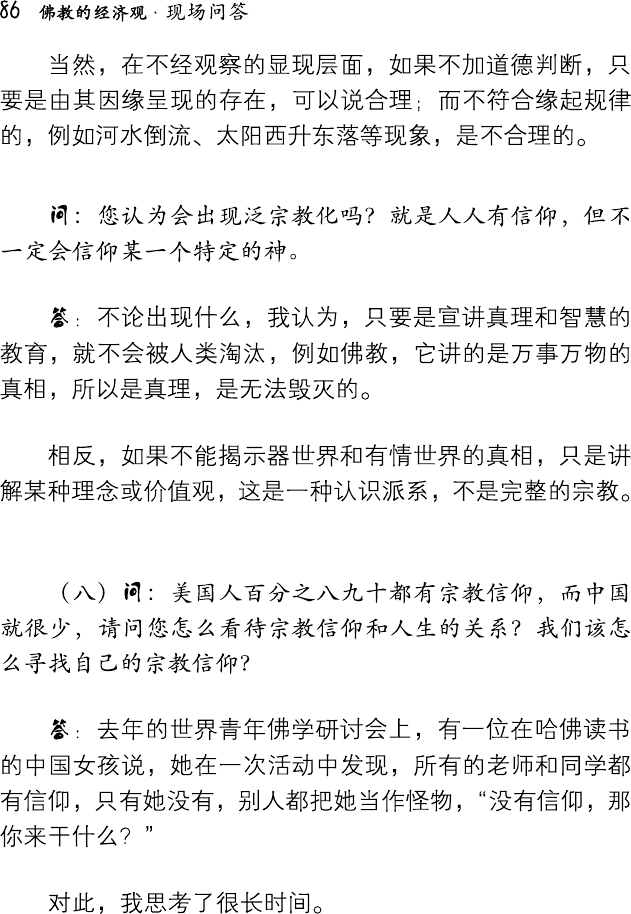 86 佛教的经济观·现场问答
当然，在不经观察的显现层面，如果不加道德判断，只
要是由其因缘呈现的存在，可以说合理；而不符合缘起规律
的，例如河水倒流、太阳西升东落等现象，是不合理的。
问：您认为会出现泛宗教化吗？就是人人有信仰，但不
一定会信仰某一个特定的神。
答：不论出现什么，我认为，只要是宣讲真理和智慧的
教育，就不会被人类淘汰，例如佛教，它讲的是万事万物的
真相，所以是真理，是无法毁灭的。
相反，如果不能揭示器世界和有情世界的真相，只是讲
解某种理念或价值观，这是一种认识派系，不是完整的宗教。
（八）问：美国人百分之八九十都有宗教信仰，而中国
就很少，请问您怎么看待宗教信仰和人生的关系？我们该怎
么寻找自己的宗教信仰？
答：去年的世界青年佛学研讨会上，有一位在哈佛读书
的中国女孩说，她在一次活动中发现，所有的老师和同学都
有信仰，只有她没有，别人都把她当作怪物，“没有信仰，那
你来干什么？”
对此，我思考了很长时间。